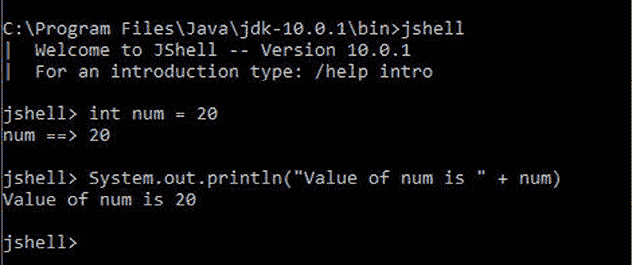 C:\Program Files\Java\jdk-10.0.1\bin>jshell
|  Welcome to JShell -- Version 10.0.1
|  For an introduction type: /help intro
jshell> int num = 20
num ==> 20
jshell> System.out.println("Value of num is " + num)
Value of num is 20
jshell>